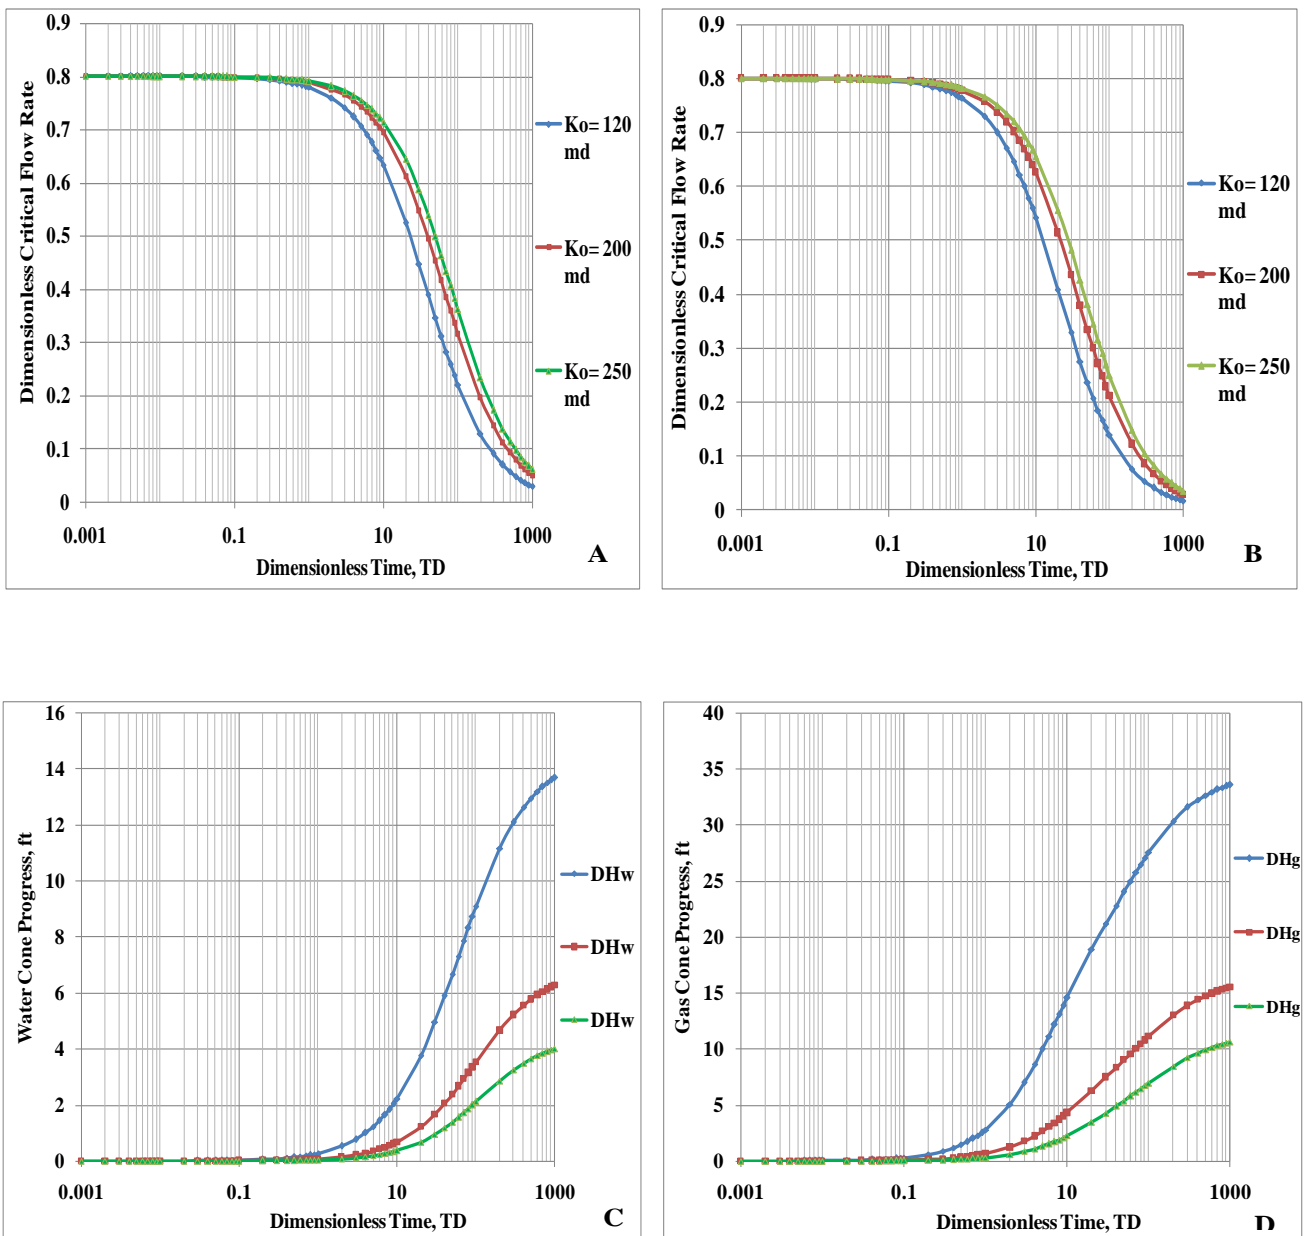 0.9
0.8
0.7
0.6
0.5
0.4
0.3
0.2
0.1
0
Dimensionless Critical Flow Rate
0.001
0.1
10
1000
Dimensionless Time, TD
A
Ko= 120
md
Ko= 200
md
Ko= 250
md
0.9
0.8
0.7
0.6
0.5
0.4
0.3
0.2
0.1
0
Dimensionless Critical Flow Rate
0.001
0.1
10
1000
Dimensionless Time, TD
B
Ko= 120
md
Ko= 200
md
Ko= 250
md
16
14
12
10
8
6
4
2
0
Water Cone Progress, ft
0.001
0.1
10
1000
Dimensionless Time, TD
C
DHw
DHw
DHw
40
35
30
25
20
15
10
5
0
Gas Cone Progress, ft
0.001
0.1
10
1000
Dimensionless Time, TD
D
DHg
DHg
DHg